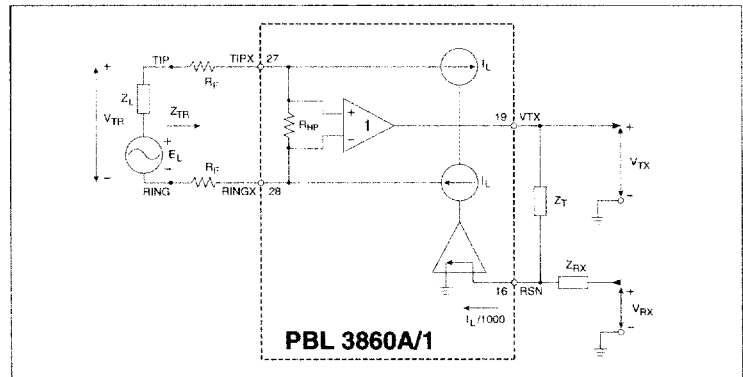 TIP
R_F
TIPX
27
I_L
+
Z_L
Z_TR
V_TR
R_HP
+
1
−
19
VTX
+
+
E_L
−
V_TX
−
RING
R_F
RINGX
28
I_L
Z_T
−
Z_RX
16
RSN
+
I_L/1000
V_RX
−
PBL 3860A/1